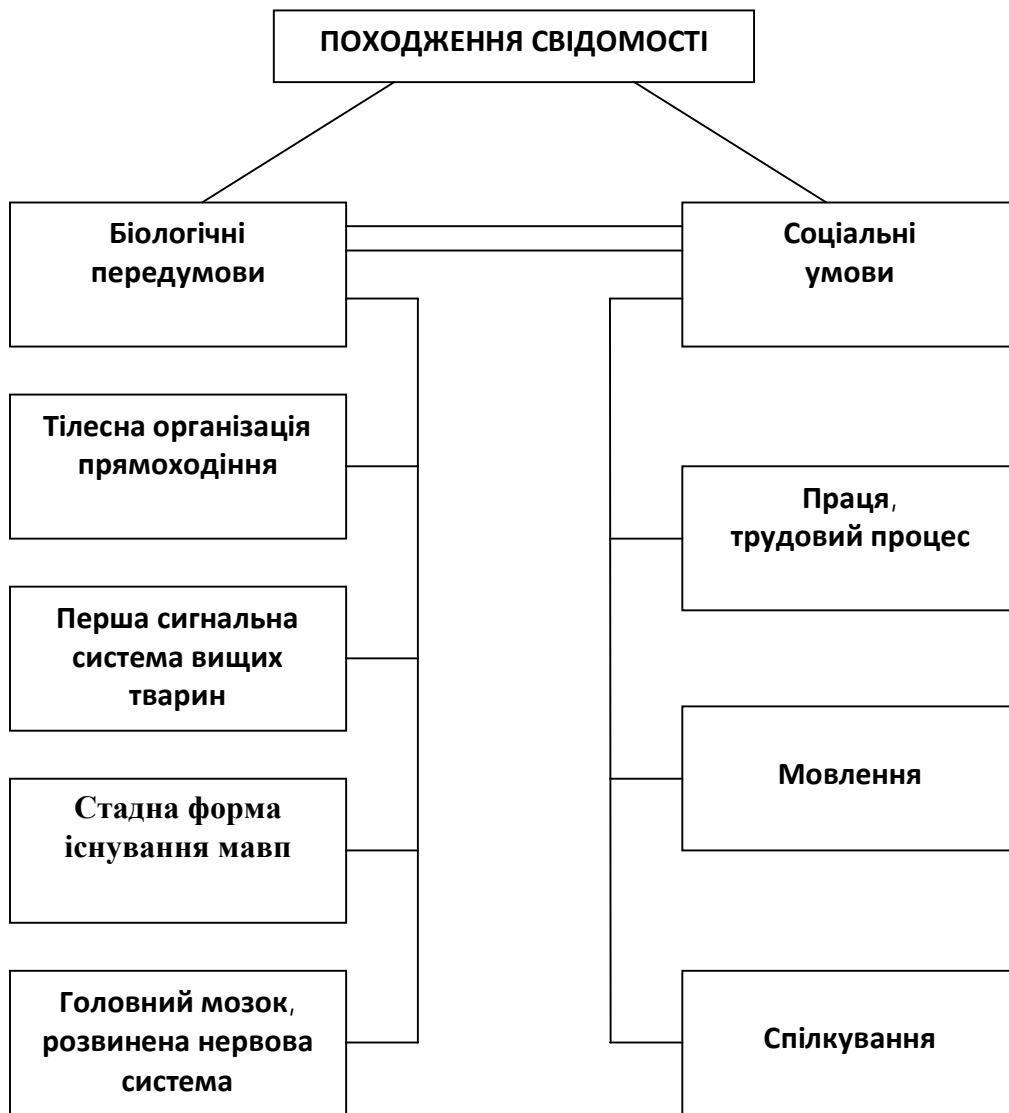 ПОХОДЖЕННЯ СВІДОМОСТІ
Біологічні
передумови
Соціальні
умови
Тілесна організація
прямоходіння
Праця,
трудовий процес
Перша сигнальна
система вищих
тварин
Мовлення
Стадна форма
існування мавп
Головний мозок,
розвинена нервова
система
Спілкування